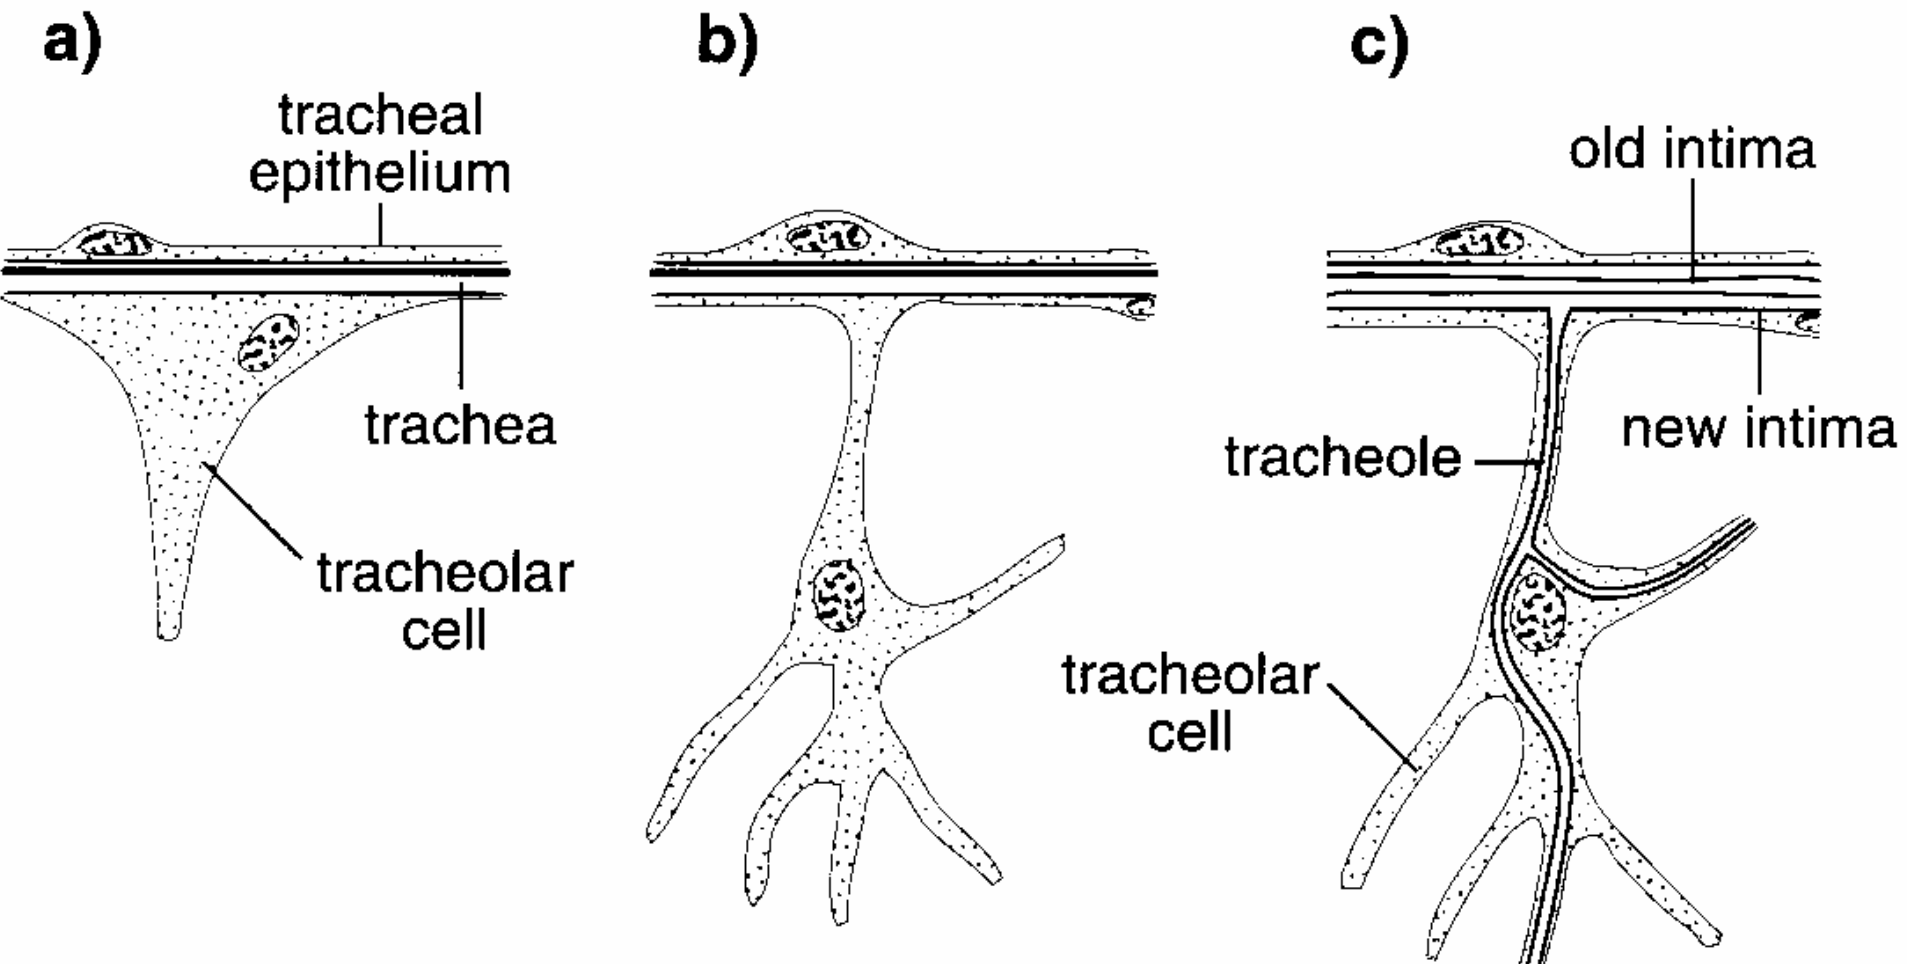 a)
tracheal
epithelium
trachea
tracheolar
cell
b)
c)
old intima
new intima
tracheole
tracheolar
cell